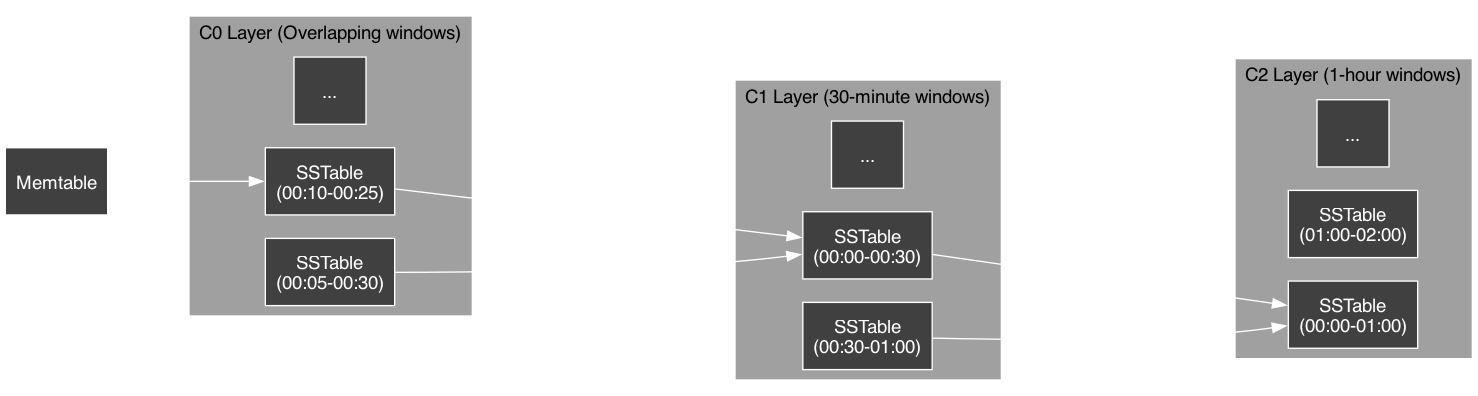 Memtable
C0 Layer (Overlapping windows)
...
SSTable
(00:10-00:25)
SSTable
(00:05-00:30)
C1 Layer (30-minute windows)
...
SSTable
(00:00-00:30)
SSTable
(00:30-01:00)
C2 Layer (1-hour windows)
...
SSTable
(01:00-02:00)
SSTable
(00:00-01:00)